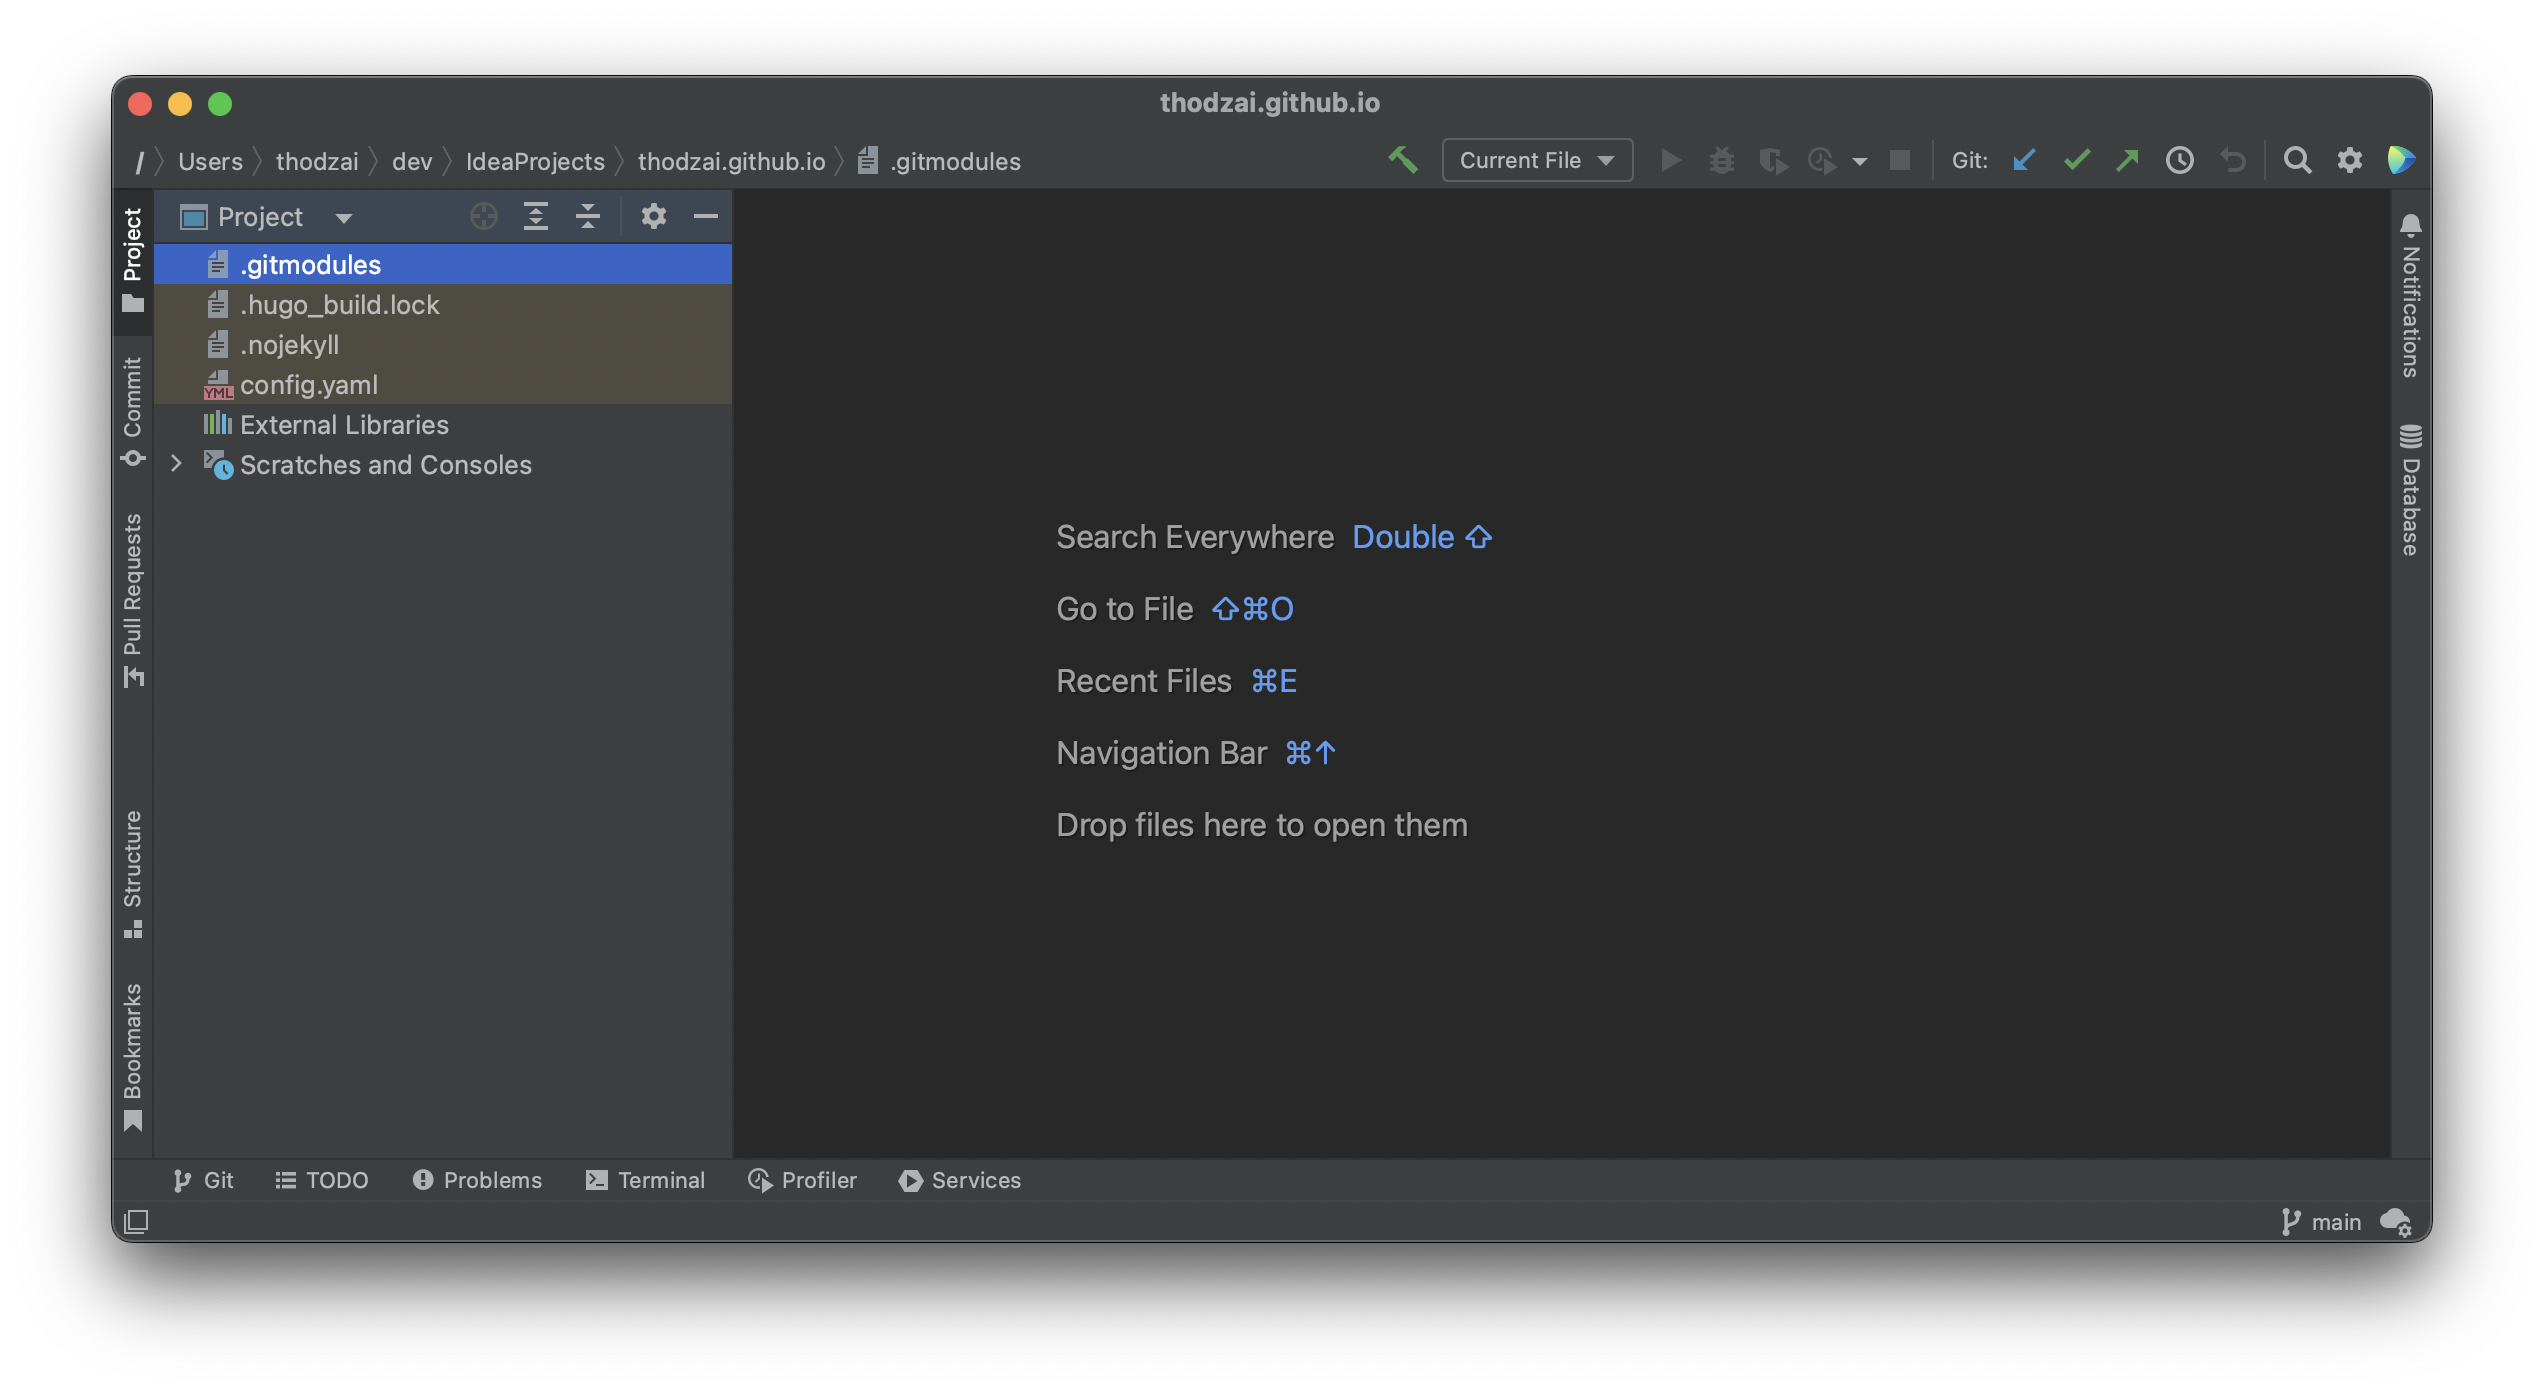 thodzai.github.io
/ Users thodzai dev IdeaProjects thodzai.github.io .gitmodules
Current File
Git:
Project
Project
.gitmodules
.hugo_build.lock
.nojekyll
YML config.yaml
External Libraries
Scratches and Consoles
Commit
Pull Requests
Structure
Bookmarks
Search Everywhere Double ⇧
Go to File ⇧⌘O
Recent Files ⌘E
Navigation Bar ⌘↑
Drop files here to open them
Notifications
Database
Git TODO Problems Terminal Profiler Services
main